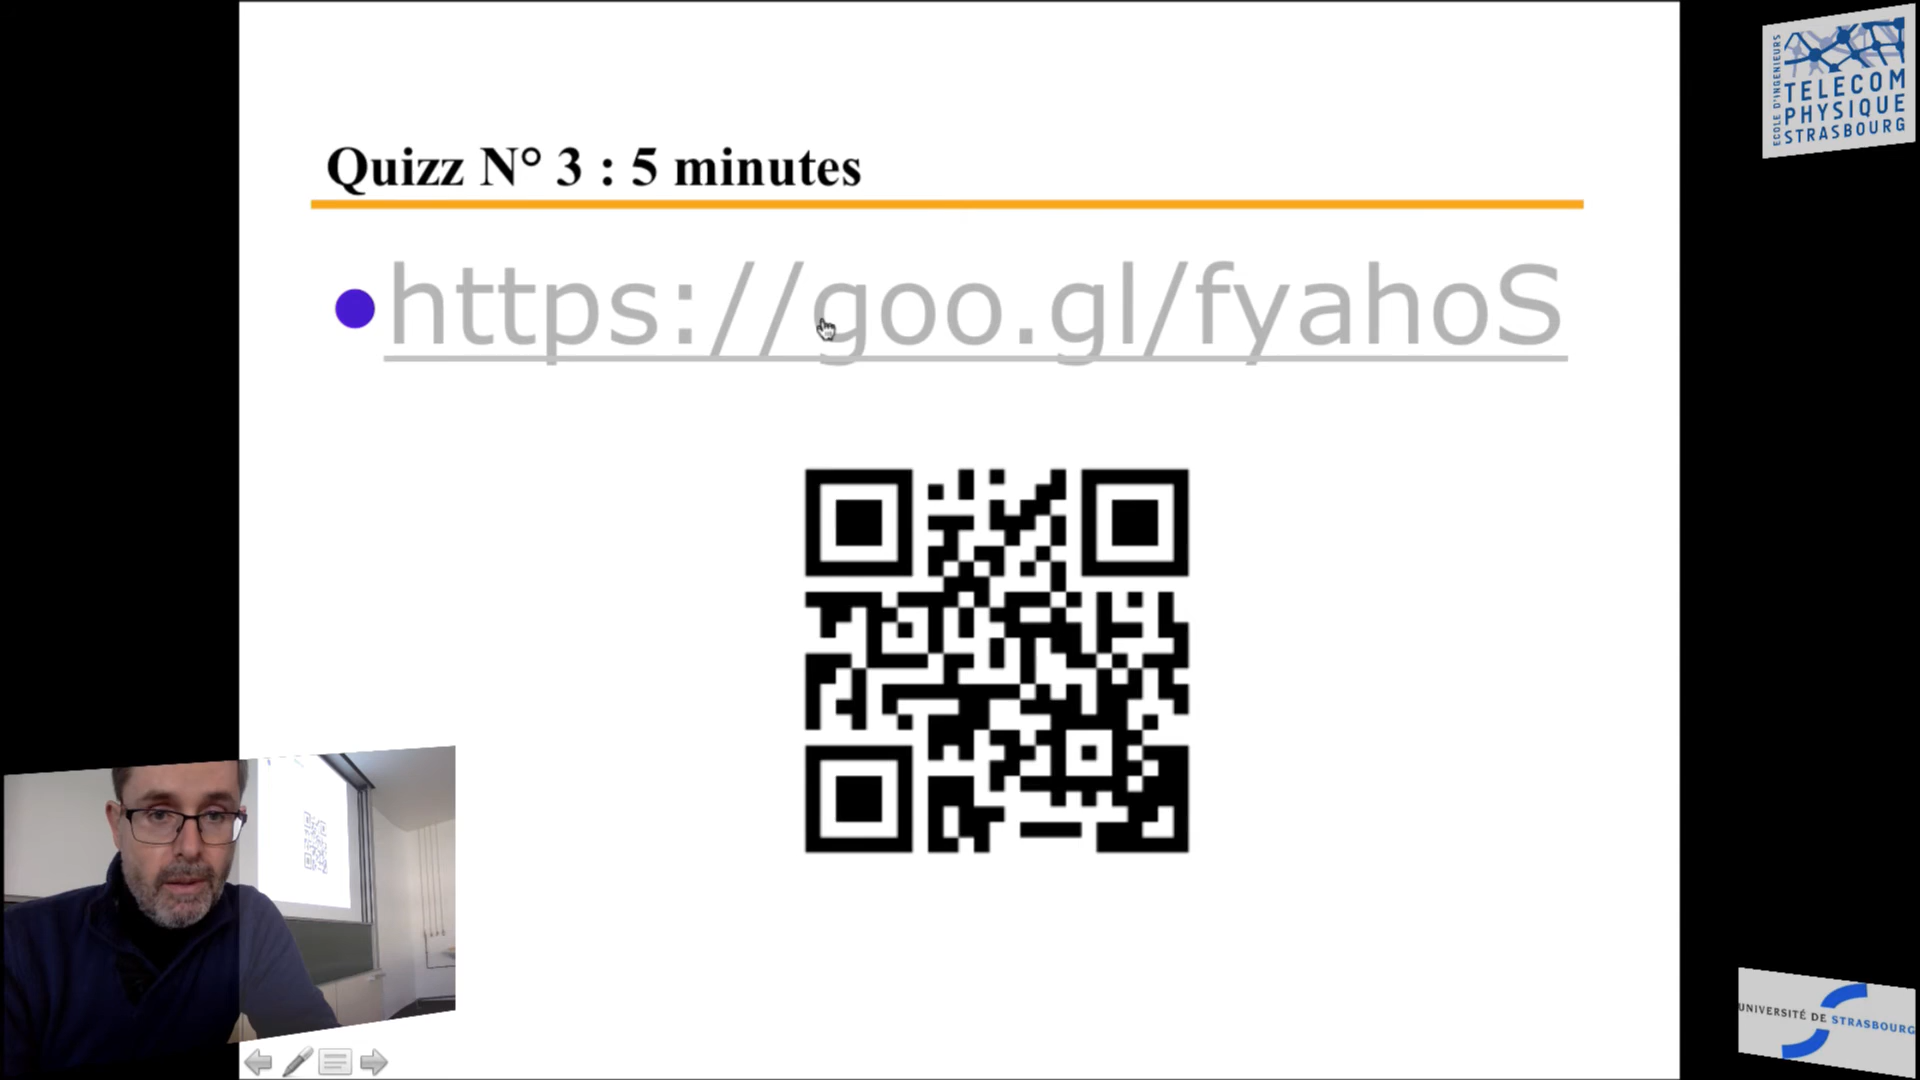 Quizz N° 3 : 5 minutes
https://goo.gl/fyahoS
ECOLE D'INGENIEURS
TELECOM
PHYSIQUE
STRASBOURG
UNIVERSITÉ DE STRASBOURG